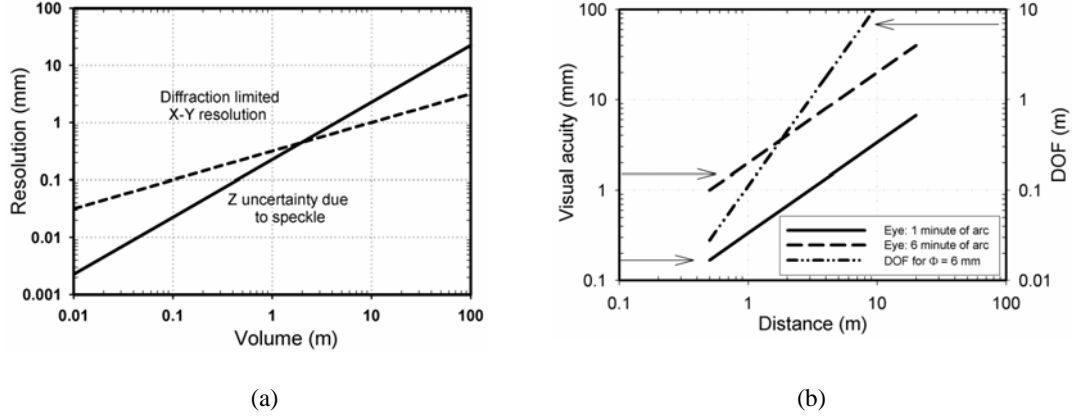 100
10
1
0.1
0.01
0.001
Resolution (mm)
Diffraction limited
X-Y resolution
Z uncertainty due
to speckle
0.01
0.1
1
10
100
Volume (m)
(a)
100
10
1
0.1
Visual acuity (mm)
10
1
0.1
0.01
DOF (m)
Eye: 1 minute of arc
Eye: 6 minute of arc
DOF for Φ = 6 mm
0.1
1
10
100
Distance (m)
(b)